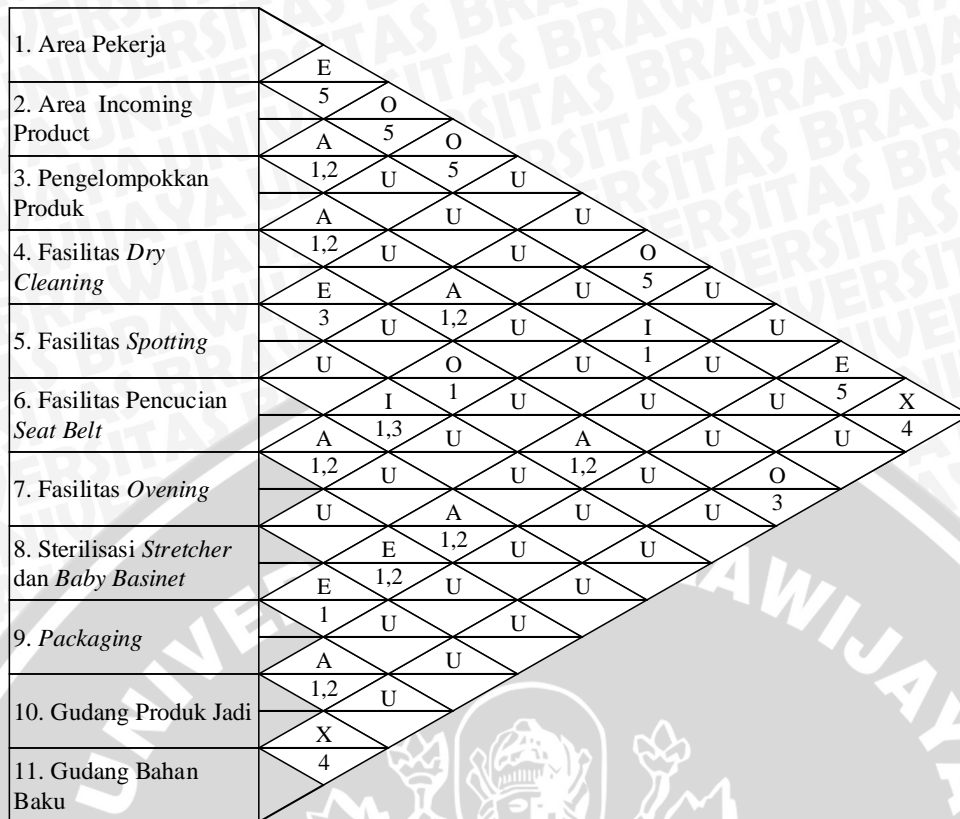 1. Area Pekerja
2. Area Incoming
Product
3. Pengelompokkan
Produk
4. Fasilitas Dry
Cleaning
5. Fasilitas Spotting
6. Fasilitas Pencucian
Seat Belt
7. Fasilitas Ovening
8. Sterilisasi Stretcher
dan Baby Basinet
9. Packaging
10. Gudang Produk Jadi
11. Gudang Bahan
Baku
E
5 O
5
A O
1,2 U 5 U
A U U
1,2 U U O
5
E A U U
3 U 1,2 U I U
1
U O U U E
1 5
I U U U X
1,3 4
A U A U U
1,2 U U 1,2 U O
3
U A U U
1,2
E U U
1,2
E U U
1 U U
A U
1,2 U
X
4